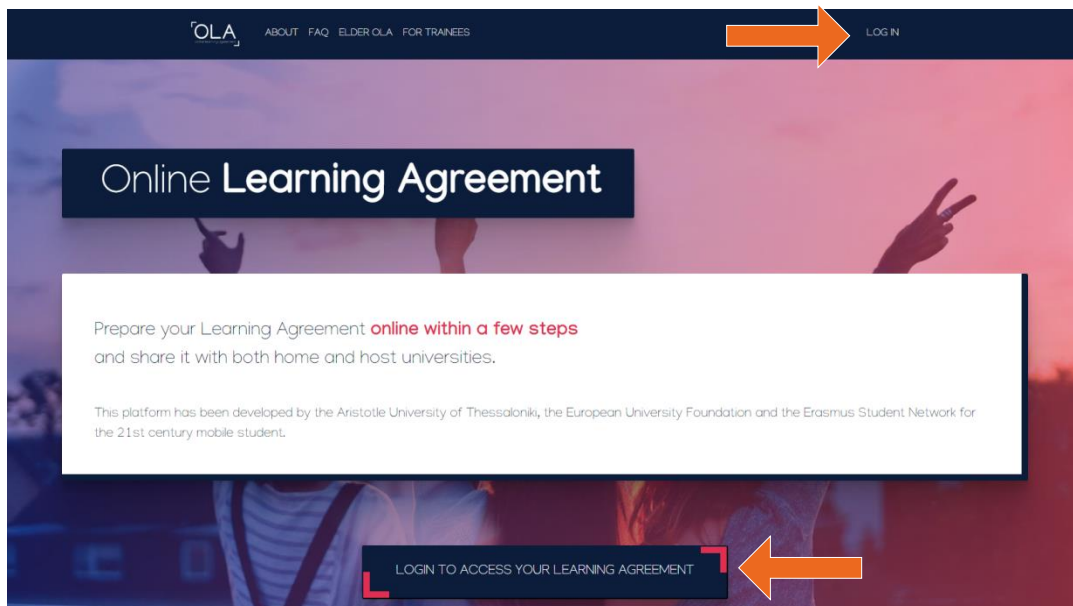 OLA
ABOUT FAQ ELDER OLA FOR TRAINEES
LOG IN
Online Learning Agreement
Prepare your Learning Agreement online within a few steps
and share it with both home and host universities.
This platform has been developed by the Aristotle University of Thessaloniki, the European University Foundation and the Erasmus Student Network for
the 21st century mobile student.
LOGIN TO ACCESS YOUR LEARNING AGREEMENT